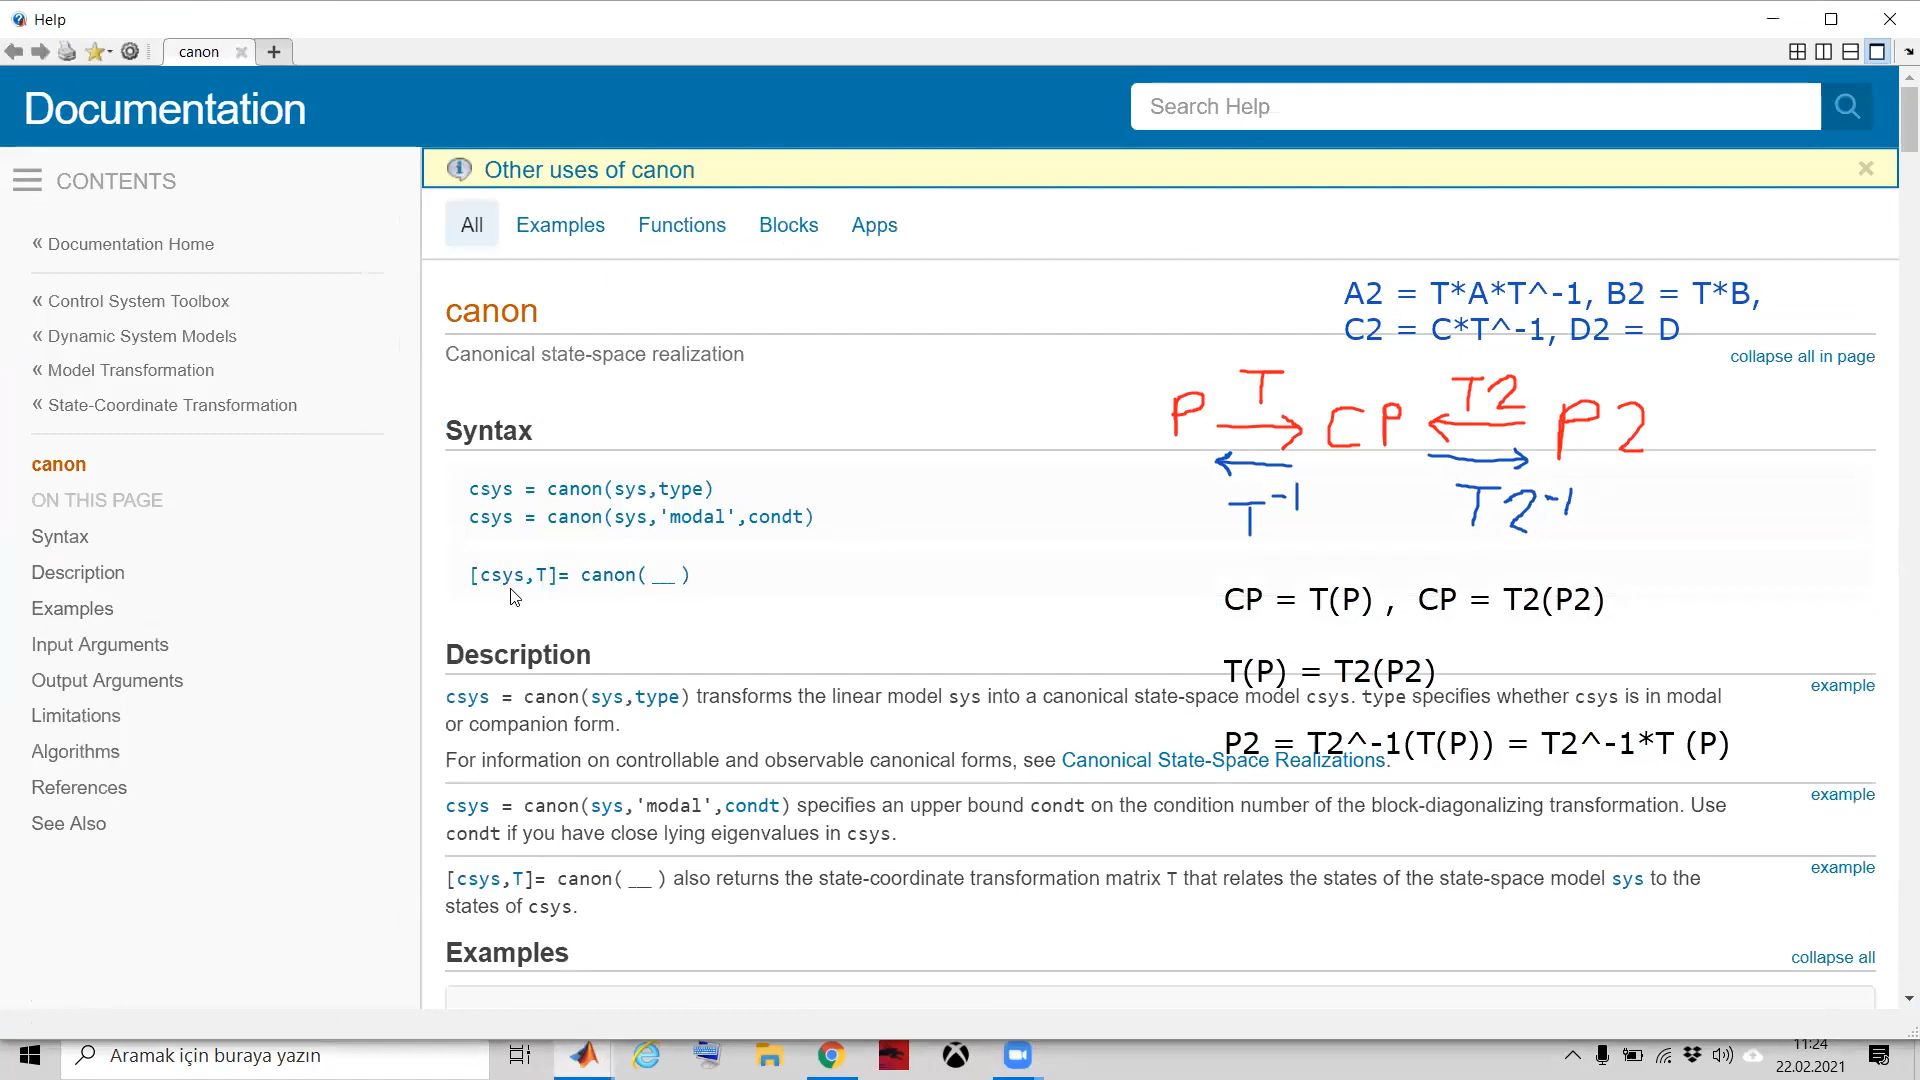 Help
canon
Documentation
Search Help
CONTENTS
« Documentation Home
« Control System Toolbox
« Dynamic System Models
« Model Transformation
« State-Coordinate Transformation
canon
ON THIS PAGE
Syntax
Description
Examples
Input Arguments
Output Arguments
Limitations
Algorithms
References
See Also
Other uses of canon
All Examples Functions Blocks Apps
A2 = T*A*T^-1, B2 = T*B,
C2 = C*T^-1, D2 = D
canon
Canonical state-space realization
collapse all in page
T T2
P CP P2
T-1 T2-1
Syntax
csys = canon(sys,type)
csys = canon(sys,'modal',condt)
[csys,T]= canon( __ )
CP = T(P) , CP = T2(P2)
T(P) = T2(P2)
P2 = T2^-1(T(P)) = T2^-1*T (P)
Description
csys = canon(sys,type) transforms the linear model sys into a canonical state-space model csys. type specifies whether csys is in modal
or companion form.
example
For information on controllable and observable canonical forms, see Canonical State-Space Realizations.
csys = canon(sys,'modal',condt) specifies an upper bound condt on the condition number of the block-diagonalizing transformation. Use
condt if you have close lying eigenvalues in csys.
example
[csys,T]= canon( __ ) also returns the state-coordinate transformation matrix T that relates the states of the state-space model sys to the
states of csys.
example
Examples
collapse all
Aramak için buraya yazın
11:24
22.02.2021